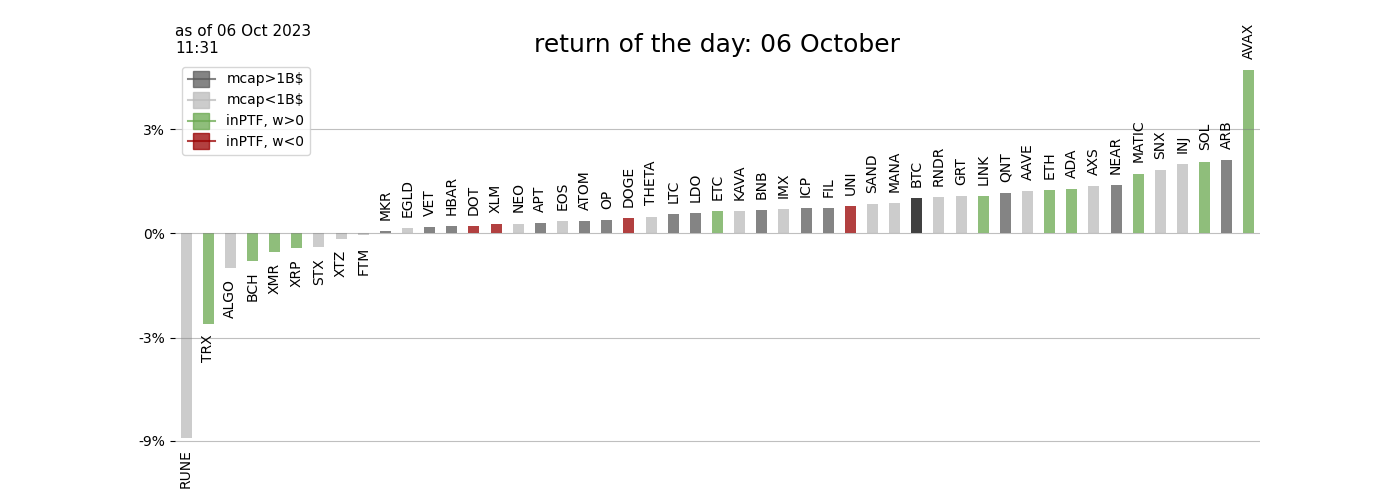 as of 06 Oct 2023
11:31
return of the day: 06 October
mcap>1B$
mcap<1B$
inPTF, w>0
inPTF, w<0
3%
0%
-3%
-9%
RUNE
TRX
ALGO
BCH
XMR
XRP
STX
XTZ
FTM
MKR
EGLD
VET
HBAR
DOT
XLM
NEO
APT
EOS
ATOM
OP
DOGE
THETA
LTC
LDO
ETC
KAVA
BNB
IMX
ICP
FIL
UNI
SAND
MANA
BTC
RNDR
GRT
LINK
QNT
AAVE
ETH
ADA
AXS
NEAR
MATIC
SNX
INJ
SOL
ARB
AVAX